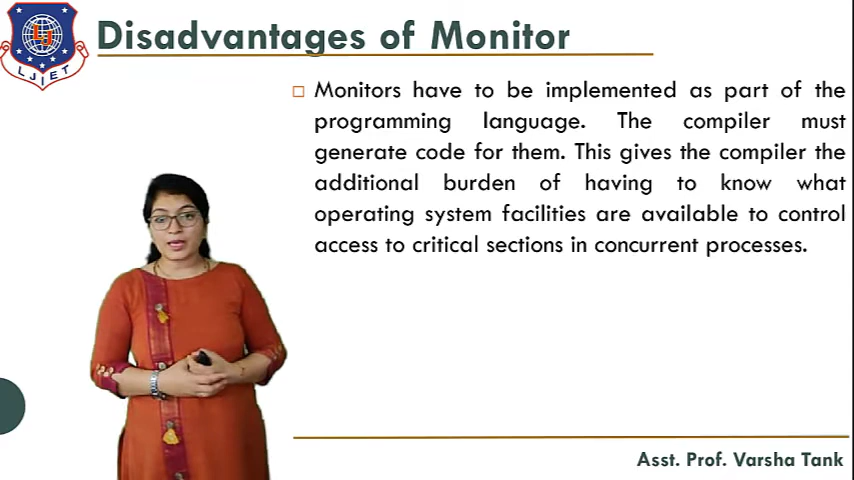 Disadvantages of Monitor
LJIET
Monitors have to be implemented as part of the
programming language. The compiler must
generate code for them. This gives the compiler the
additional burden of having to know what
operating system facilities are available to control
access to critical sections in concurrent processes.
Asst. Prof. Varsha Tank